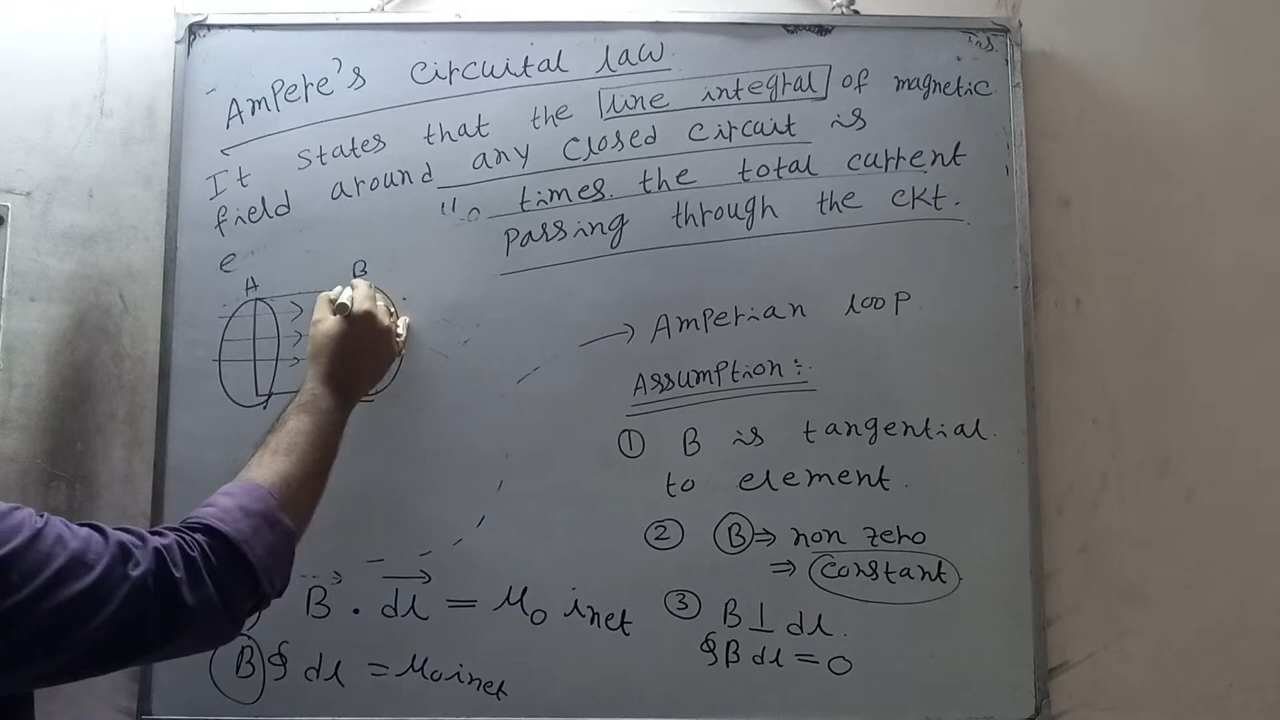 Ampere's circuital law
It states that the line integral of magnetic
field around any closed circuit is
μ₀ times the total current
passing through the ckt.
e
A
B
→ Amperian loop
Assumption :-
① B is tangential
to element.
② B ⇒ non zero
⇒ constant
③ B ⊥ dl.
∮B dl = 0
B⃗ . dl⃗ = μ₀ inet
B ∮ dl = μ₀ inet